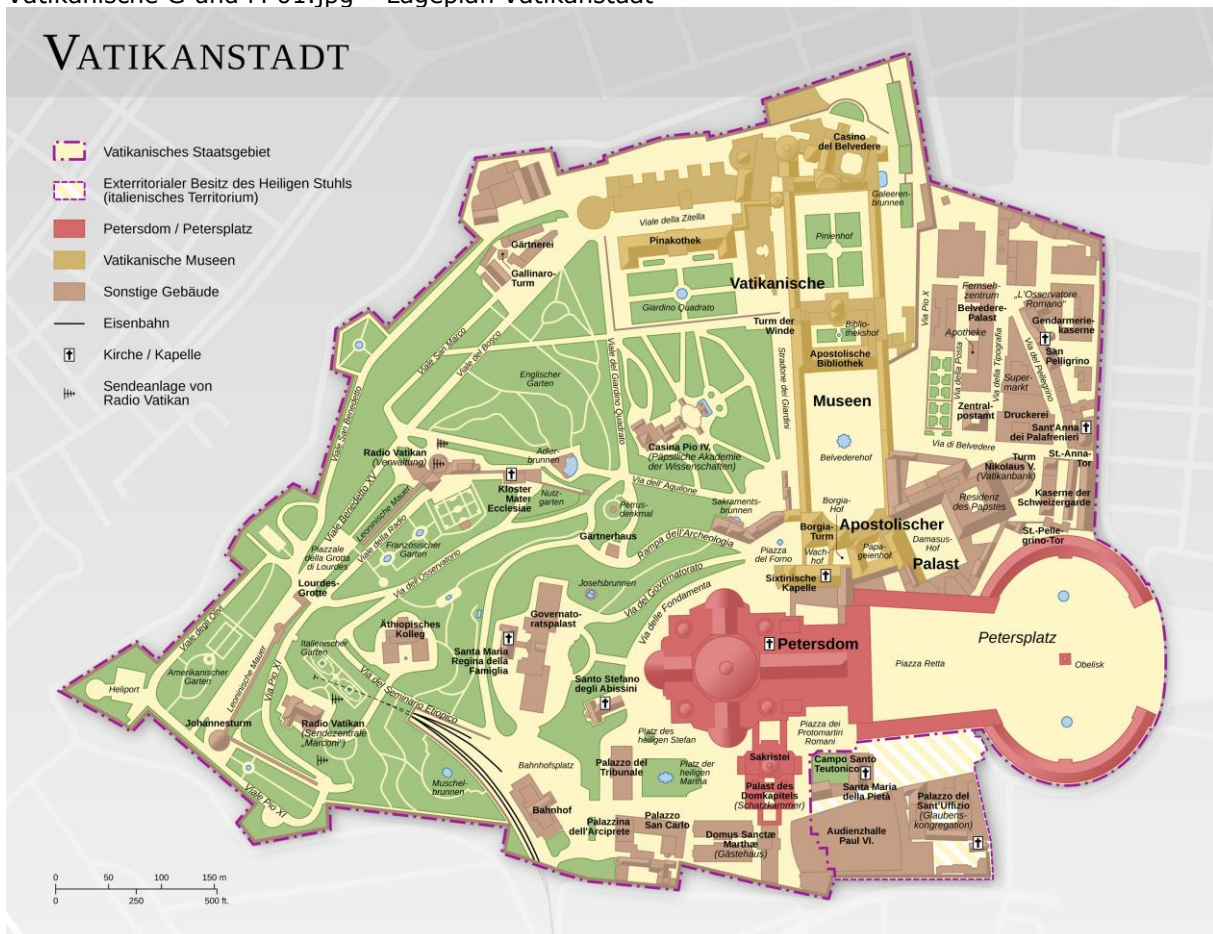 Vatikanische G und M 01.jpg – Lageplan Vatikanstadt
VATIKANSTADT
Vatikanisches Staatsgebiet
Exterritorialer Besitz des Heiligen Stuhls
(italienisches Territorium)
Petersdom / Petersplatz
Vatikanische Museen
Sonstige Gebäude
Eisenbahn
Kirche / Kapelle
Sendeanlage von
Radio Vatikan
Casino
del Belvedere
Galeeren-
brunnen
Viale della Zitella
Pinakothek
Pinienhof
Gärtnerei
Gallinaro-
Turm
Vatikanische
Giardino Quadrato
Turm der
Winde
Biblio-
thekshof
Apostolische
Bibliothek
Via Pio X
Fernseh-
zentrum
Belvedere-
Palast
Apotheke
„L'Osservatore
Romano"
Gendarmerie-
kaserne
San
Pelligrino
Via della Posta
Via della Tipografia
Via del Pellegrino
Super-
markt
Zentral-
postamt
Druckerei
Sant'Anna
dei Palafrenieri
Viale San Marco
Viale del Bosco
Englischer
Garten
Viale del Giardino Quadrato
Stradone dei Giardini
Museen
Viale San Benedetto
Casina Pio IV.
(Päpstliche Akademie
der Wissenschaften)
Belvederehof
Via di Belvedere
Turm
Nikolaus V.
(Vatikanbank)
St.-Anna-
Tor
Kaserne der
Schweizergarde
Residenz
des Papstes
St.-Pelle-
grino-Tor
Radio Vatikan
(Verwaltung)
Adler-
brunnen
Kloster
Mater
Ecclesiae
Nutz-
garten
Via dell' Aquilone
Petrus-
denkmal
Sakraments-
brunnen
Borgia-
Hof
Borgia-
Turm
Apostolischer
Palast
Damasus-
Hof
Wach-
hof
Papa-
geienhof
Viale Benedetto XV
Leoninische Mauer
Viale della Radio
Französischer
Garten
Via dell'Osservatorio
Gärtnerhaus
Rampa dell'Archeologia
Piazza
del Forno
Sixtinische
Kapelle
Piazzale
della Grotta
di Lourdes
Lourdes-
Grotte
Josefsbrunnen
Via del Governatorato
Via delle Fondamenta
Governato-
ratspalast
Äthiopisches
Kolleg
Santa Maria
Regina della
Famiglia
Petersdom
Petersplatz
Piazza Retta
Obelisk
Viale degli Olivi
Amerikanischer
Garten
Leoninische Mauer
Via Pio XI
Italienischer
Garten
Heliport
Via del Seminario Etiopico
Santo Stefano
degli Abissini
Johannesturm
Radio Vatikan
(Sendezentrale
„Marconi")
Platz des
heiligen Stefan
Piazza dei
Protomartiri
Romani
Muschel-
brunnen
Bahnhofsplatz
Palazzo del
Tribunale
Platz der
heiligen
Martha
Sakristei
Palast des
Domkapitels
(Schatzkammer)
Campo Santo
Teutonico
Santa Maria
della Pietà
Palazzo del
Sant'Uffizio
(Glaubens-
kongregation)
Viale Pio XI
Bahnhof
Palazzina
dell'Arciprete
Palazzo
San Carlo
Domus Sanctæ
Marthæ
(Gästehaus)
Audienzhalle
Paul VI.
0 50 100 150 m
0 250 500 ft.